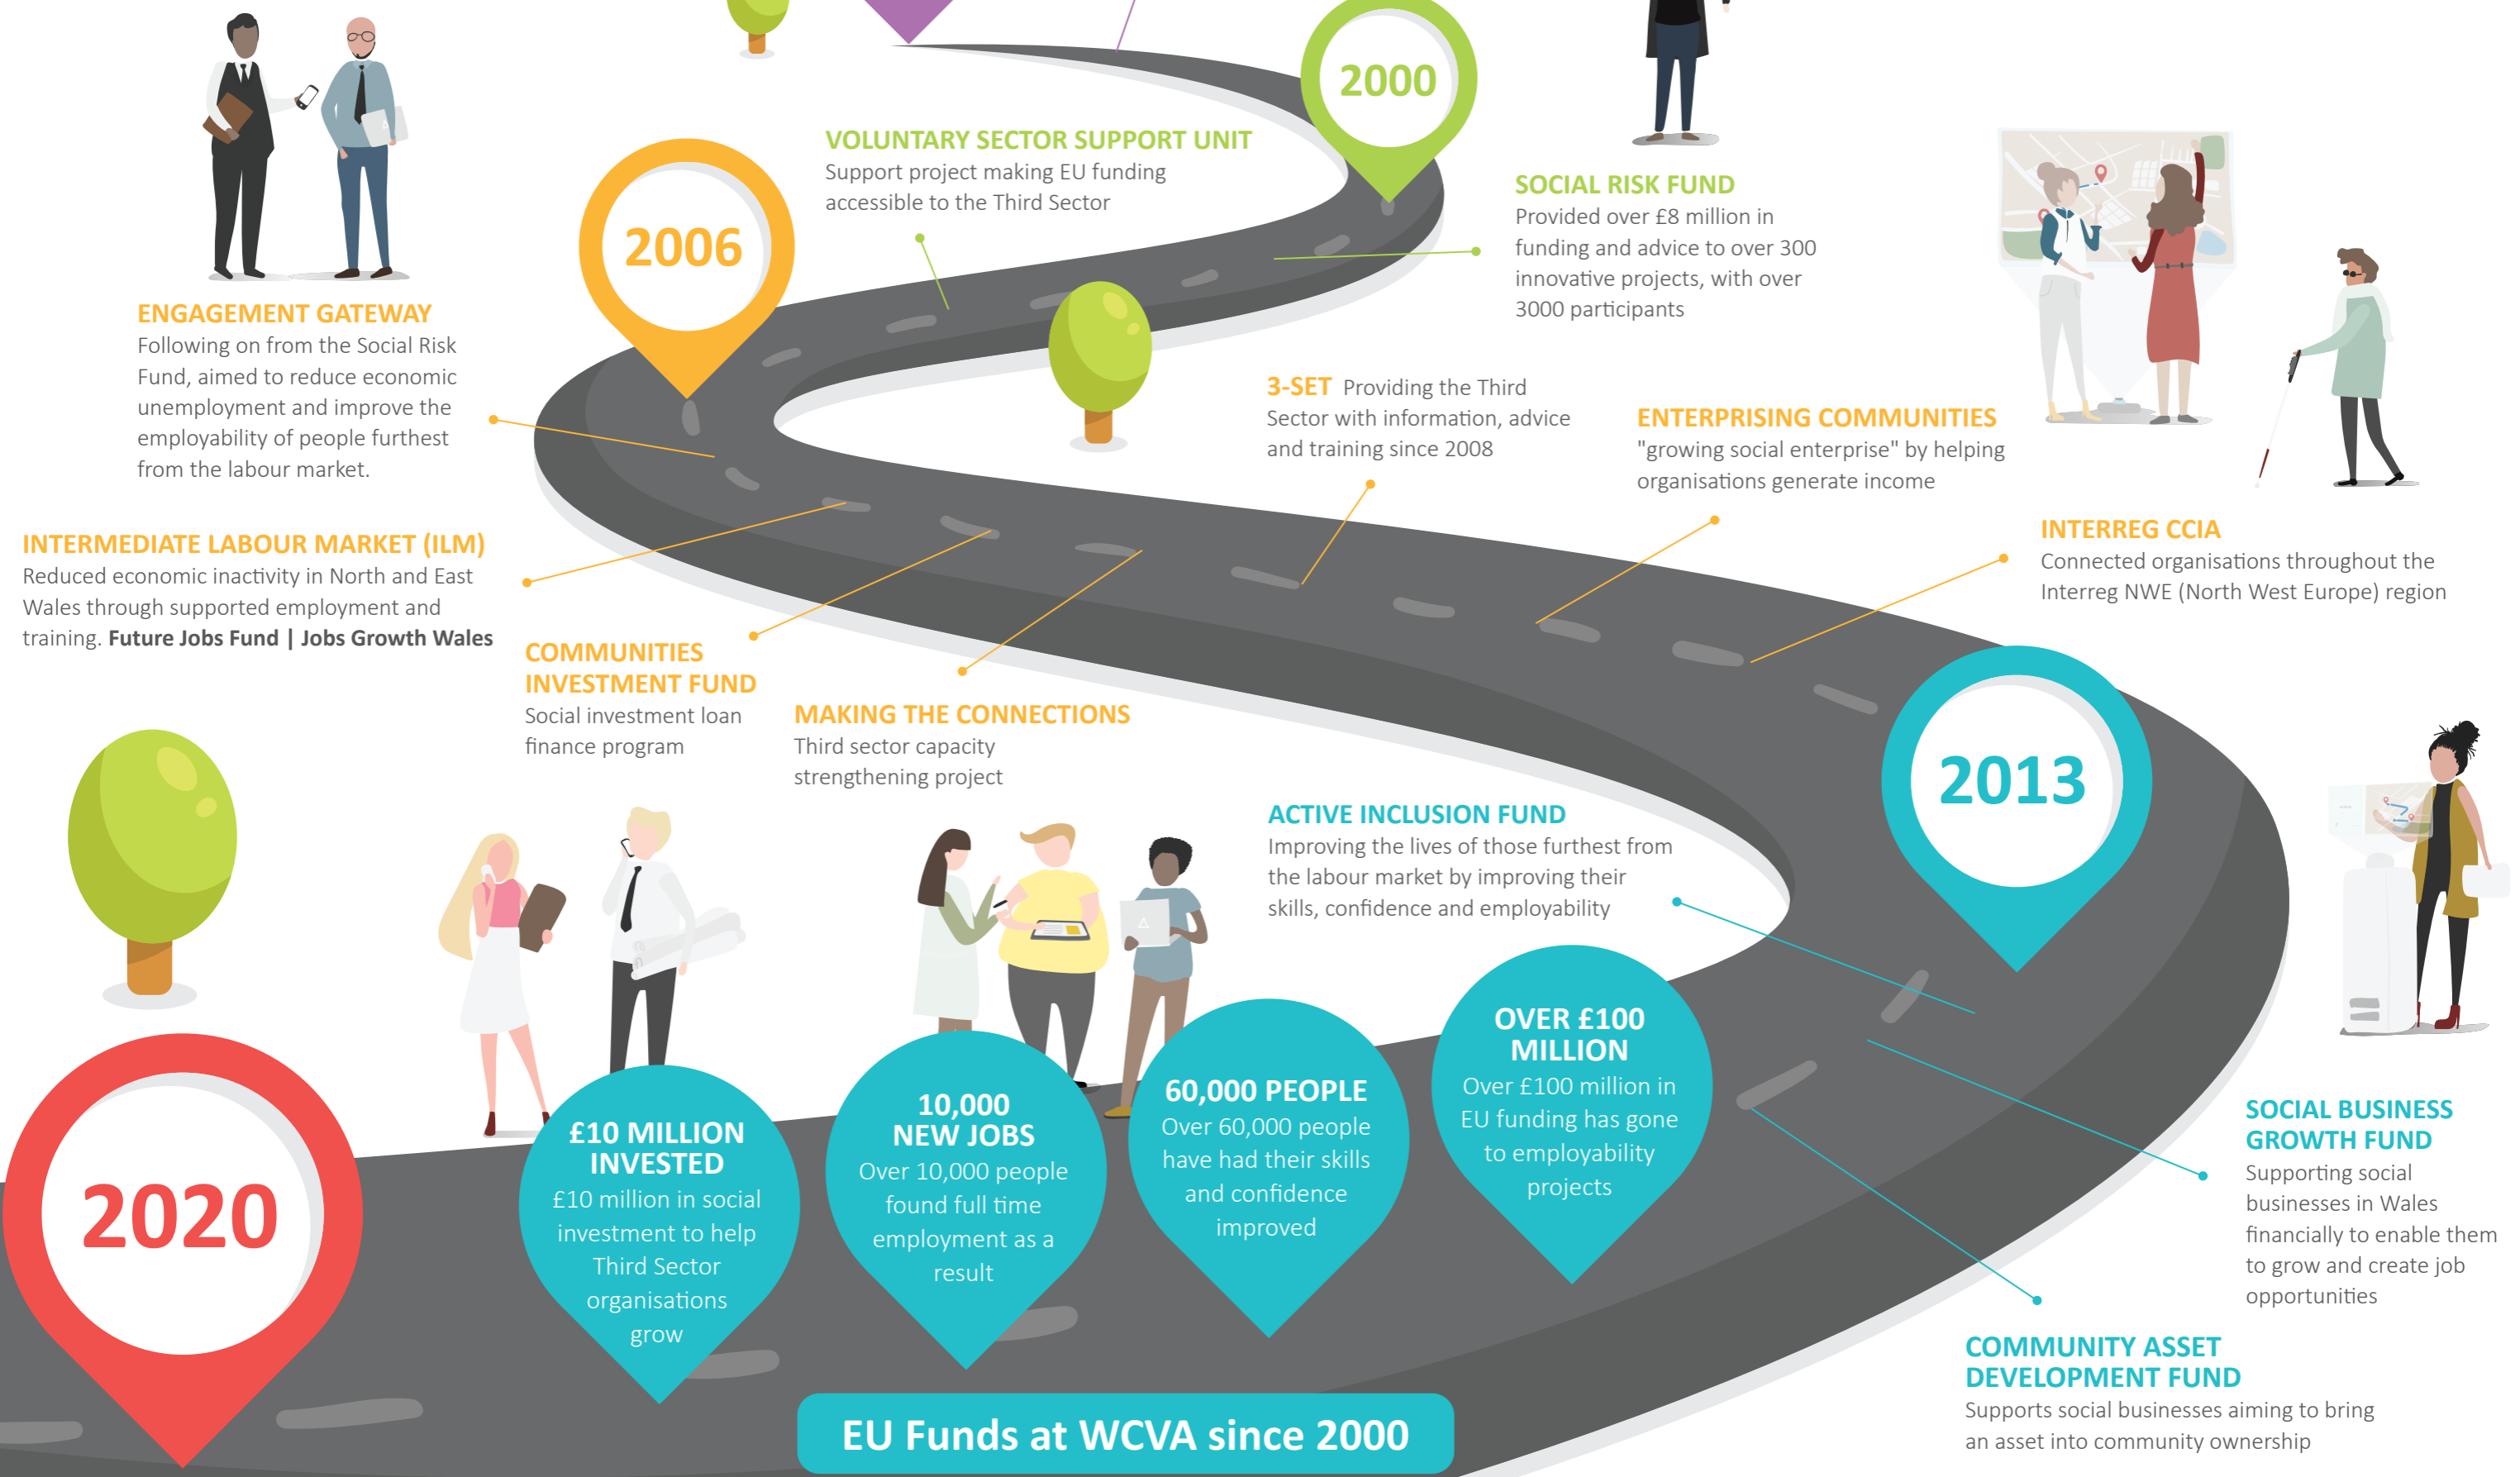 2000
VOLUNTARY SECTOR SUPPORT UNIT
Support project making EU funding
accessible to the Third Sector
SOCIAL RISK FUND
Provided over £8 million in
funding and advice to over 300
innovative projects, with over
3000 participants
2006
ENGAGEMENT GATEWAY
Following on from the Social Risk
Fund, aimed to reduce economic
unemployment and improve the
employability of people furthest
from the labour market.
INTERMEDIATE LABOUR MARKET (ILM)
Reduced economic inactivity in North and East
Wales through supported employment and
training. Future Jobs Fund | Jobs Growth Wales
COMMUNITIES
INVESTMENT FUND
Social investment loan
finance program
MAKING THE CONNECTIONS
Third sector capacity
strengthening project
3-SET Providing the Third
Sector with information, advice
and training since 2008
ENTERPRISING COMMUNITIES
"growing social enterprise" by helping
organisations generate income
INTERREG CCIA
Connected organisations throughout the
Interreg NWE (North West Europe) region
2013
ACTIVE INCLUSION FUND
Improving the lives of those furthest from
the labour market by improving their
skills, confidence and employability
SOCIAL BUSINESS
GROWTH FUND
Supporting social
businesses in Wales
financially to enable them
to grow and create job
opportunities
COMMUNITY ASSET
DEVELOPMENT FUND
Supports social businesses aiming to bring
an asset into community ownership
OVER £100
MILLION
Over £100 million in
EU funding has gone
to employability
projects
60,000 PEOPLE
Over 60,000 people
have had their skills
and confidence
improved
10,000
NEW JOBS
Over 10,000 people
found full time
employment as a
result
£10 MILLION
INVESTED
£10 million in social
investment to help
Third Sector
organisations
grow
2020
EU Funds at WCVA since 2000